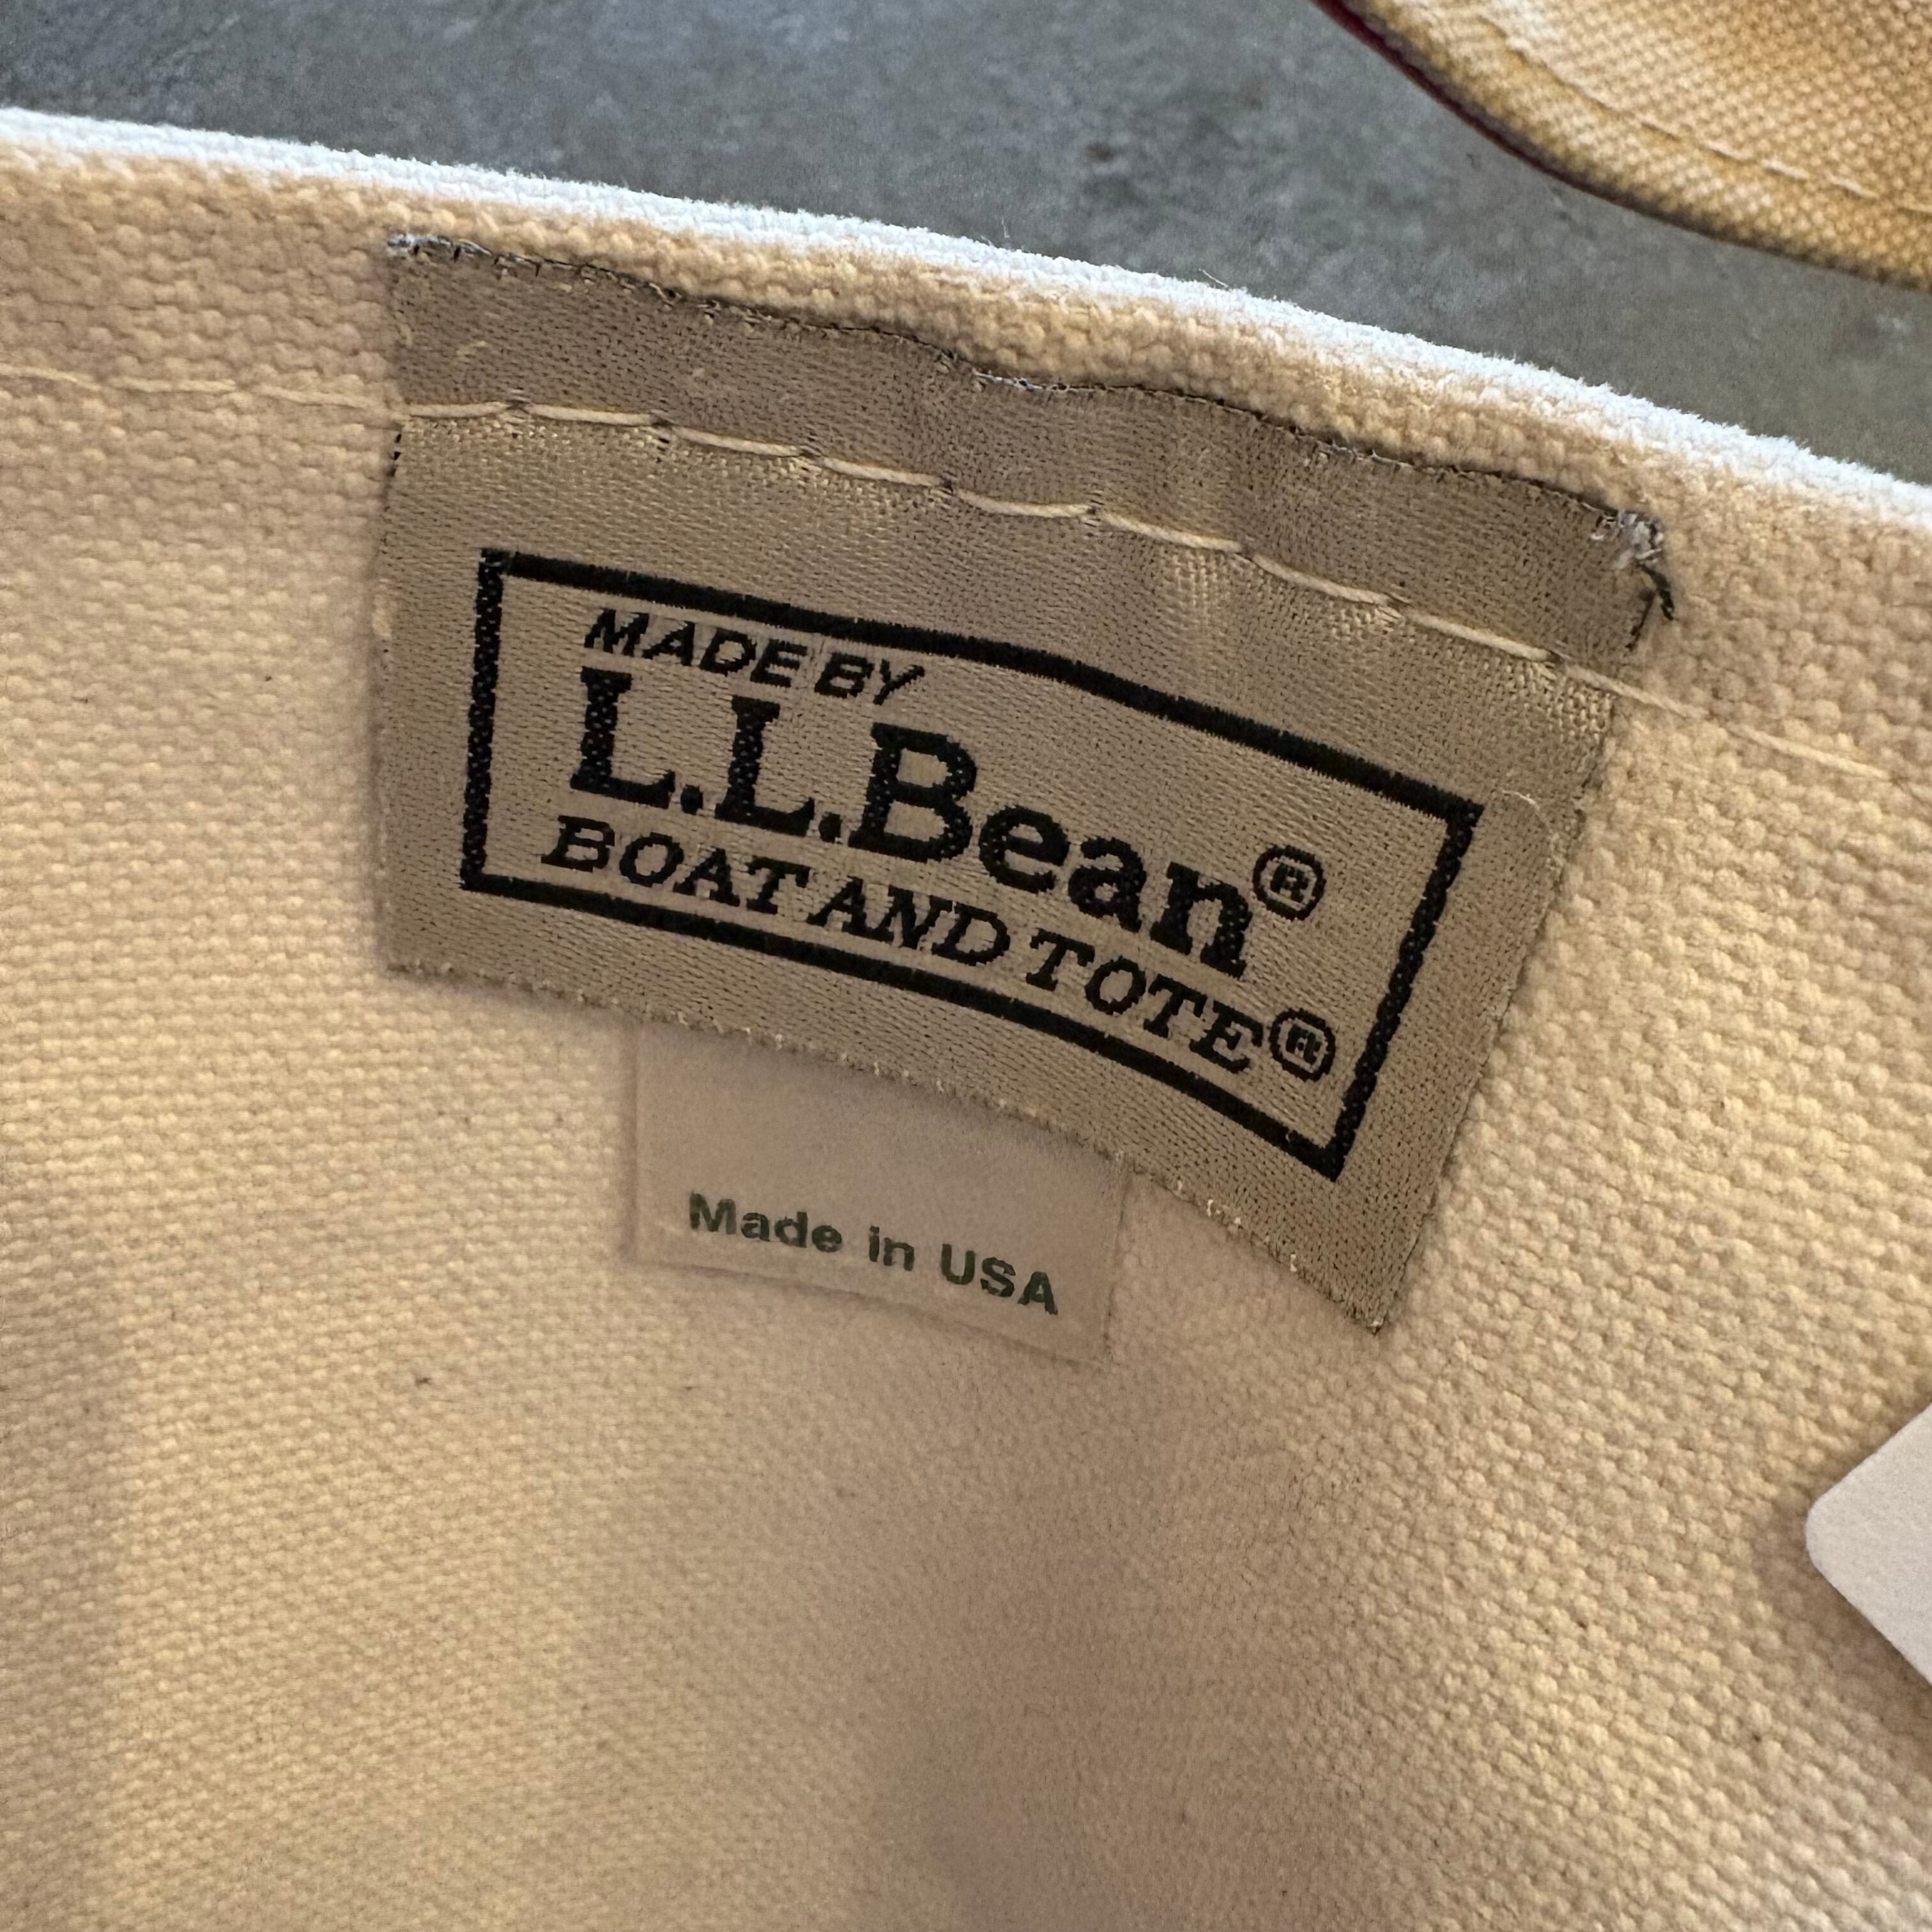 MADE BY
L.L.Bean®
BOAT AND TOTE®
Made in USA